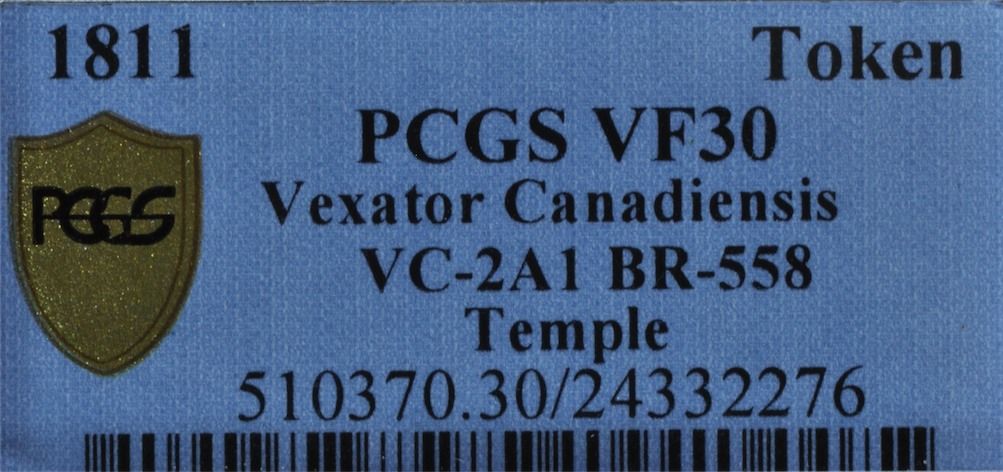 1811 Token
PCGS VF30
PCGS
Vexator Canadiensis
VC-2A1 BR-558
Temple
510370.30/24332276